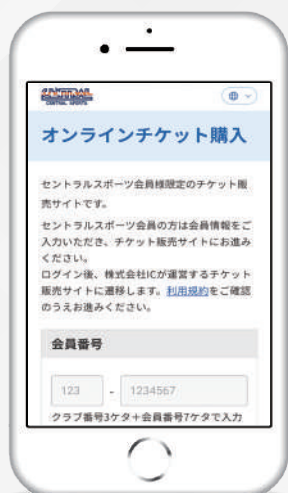 CENTRAL
CENTRAL SPORTS
オンラインチケット購入
セントラルスポーツ会員様限定のチケット販
売サイトです。
セントラルスポーツ会員の方は会員情報をご
入力いただき、チケット販売サイトにお進み
ください。
ログイン後、株式会社ICが運営するチケット
販売サイトに遷移します。利用規約をご確認
のうえお進みください。
会員番号
123 - 1234567
クラブ番号3ケタ+会員番号7ケタで入力